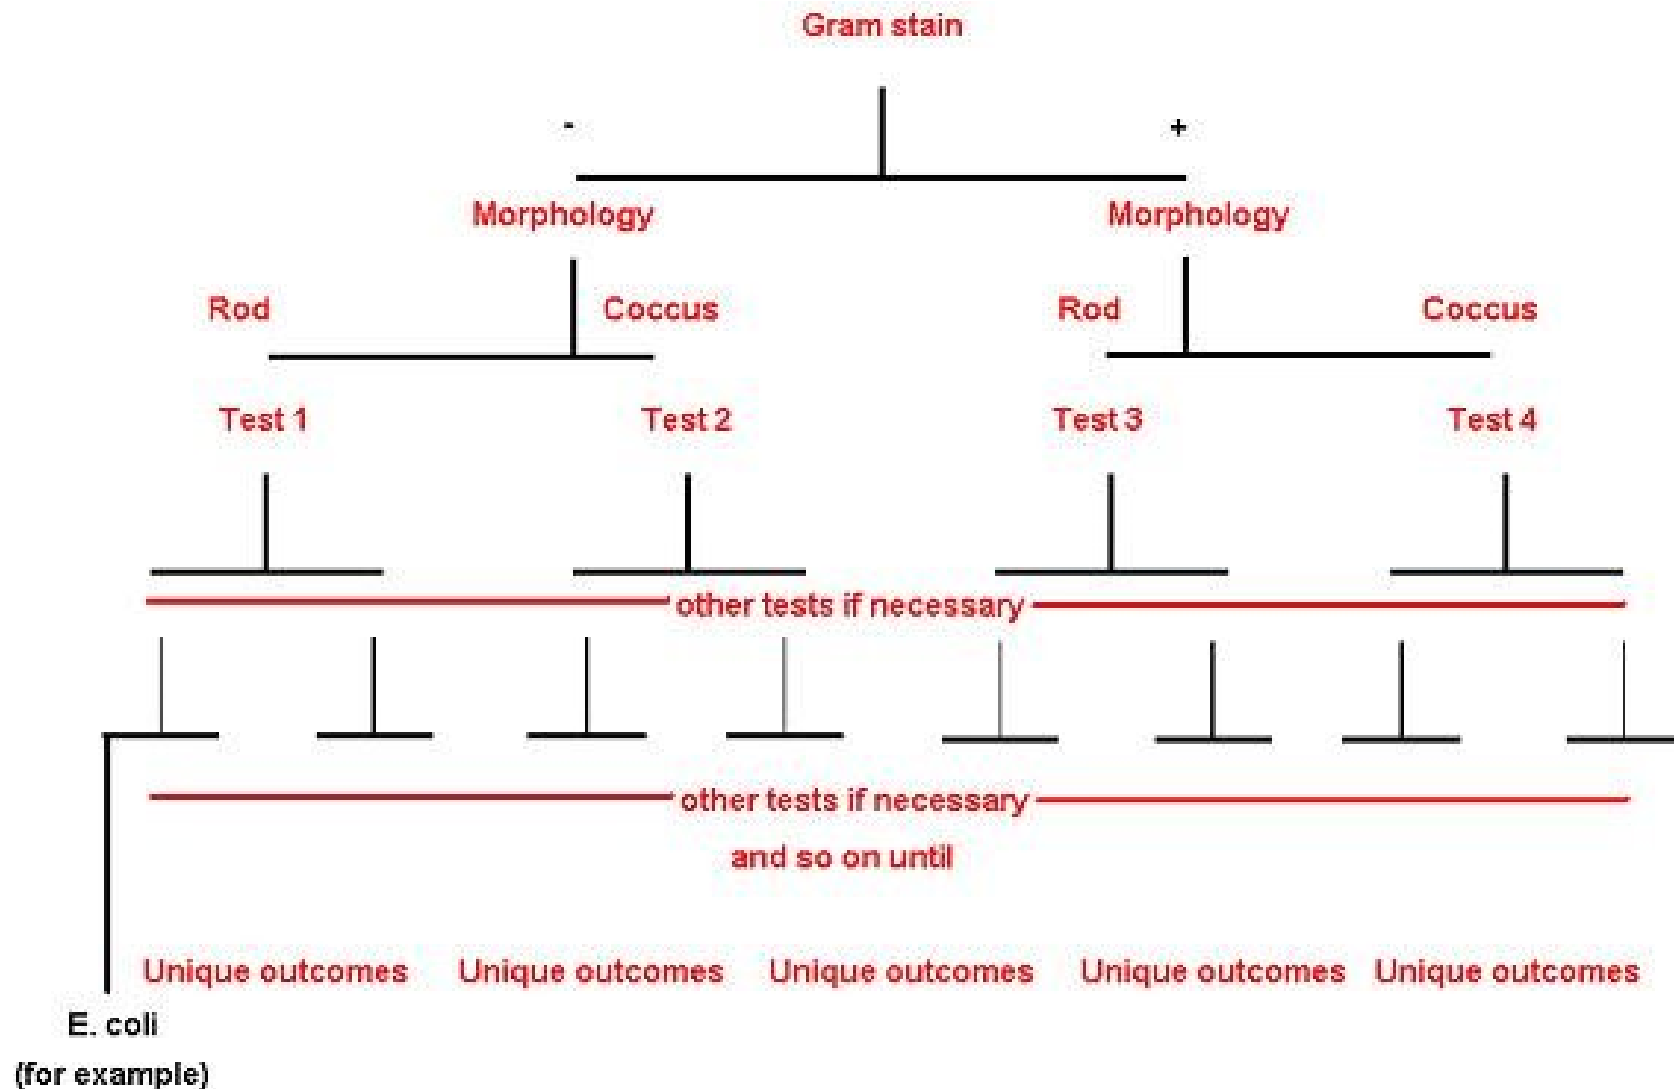 Gram stain
- +
Morphology Morphology
Rod Coccus Rod Coccus
Test 1 Test 2 Test 3 Test 4
other tests if necessary
other tests if necessary
and so on until
Unique outcomes Unique outcomes Unique outcomes Unique outcomes Unique outcomes
E. coli
(for example)